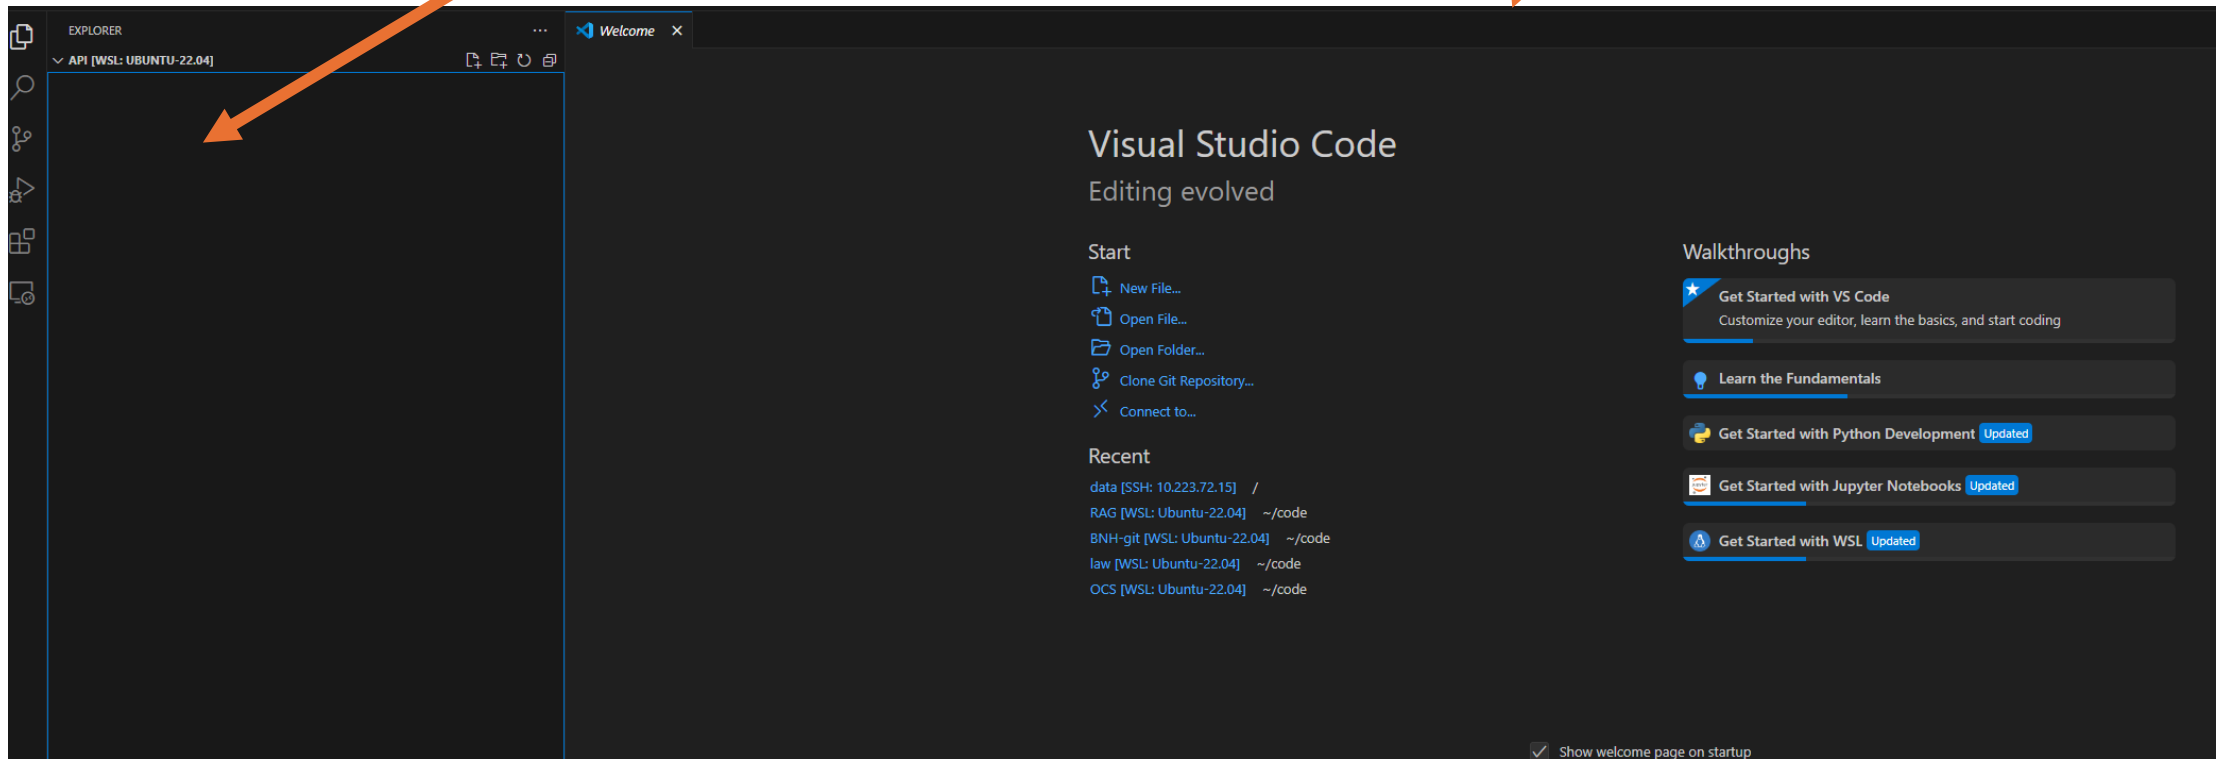 EXPLORER
API [WSL: UBUNTU-22.04]
Welcome
Visual Studio Code
Editing evolved
Start
New File...
Open File...
Open Folder...
Clone Git Repository...
Connect to...
Recent
data [SSH: 10.223.72.15] /
RAG [WSL: Ubuntu-22.04] ~/code
BNH-git [WSL: Ubuntu-22.04] ~/code
law [WSL: Ubuntu-22.04] ~/code
OCS [WSL: Ubuntu-22.04] ~/code
Walkthroughs
Get Started with VS Code
Customize your editor, learn the basics, and start coding
Learn the Fundamentals
Get Started with Python Development Updated
Get Started with Jupyter Notebooks Updated
Get Started with WSL Updated
Show welcome page on startup